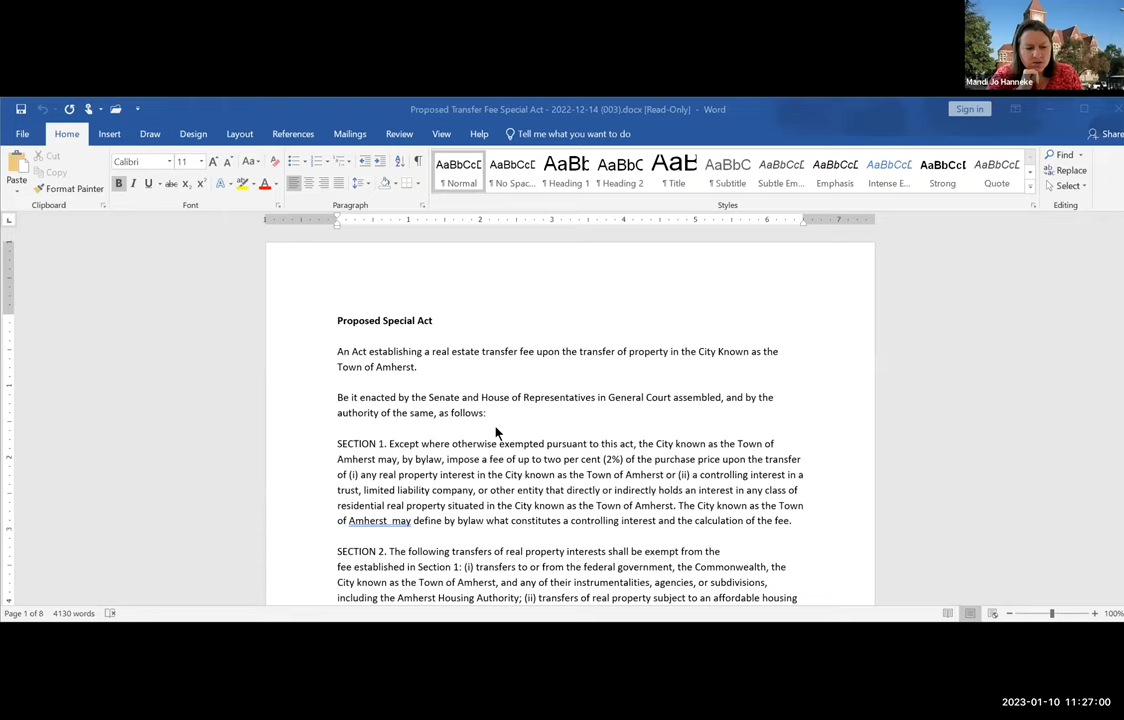 Mandi Jo Hanneke
Proposed Transfer Fee Special Act - 2022-12-14 (003).docx [Read-Only] - Word
Sign in
File Home Insert Draw Design Layout References Mailings Review View Help Tell me what you want to do Share
Paste
Cut
Copy
Format Painter
Calibri 11
AaBbCcD AaBbCcD AaBbC AaBbC AaB AaBbCcD AaBbCcD AaBbCcD AaBbCcD AaBbCcD AaBbCcD
¶ Normal ¶ No Spac... ¶ Heading 1 ¶ Heading 2 ¶ Title ¶ Subtitle Subtle Em... Emphasis Intense E... Strong Quote
Find
Replace
Select
Clipboard Font Paragraph Styles Editing
1 2 3 4 5 6 7
Proposed Special Act
An Act establishing a real estate transfer fee upon the transfer of property in the City Known as the
Town of Amherst.
Be it enacted by the Senate and House of Representatives in General Court assembled, and by the
authority of the same, as follows:
SECTION 1. Except where otherwise exempted pursuant to this act, the City known as the Town of
Amherst may, by bylaw, impose a fee of up to two per cent (2%) of the purchase price upon the transfer
of (i) any real property interest in the City known as the Town of Amherst or (ii) a controlling interest in a
trust, limited liability company, or other entity that directly or indirectly holds an interest in any class of
residential real property situated in the City known as the Town of Amherst. The City known as the Town
of Amherst may define by bylaw what constitutes a controlling interest and the calculation of the fee.
SECTION 2. The following transfers of real property interests shall be exempt from the
fee established in Section 1: (i) transfers to or from the federal government, the Commonwealth, the
City known as the Town of Amherst, and any of their instrumentalities, agencies, or subdivisions,
including the Amherst Housing Authority; (ii) transfers of real property subject to an affordable housing
Page 1 of 8 4130 words 100%
2023-01-10 11:27:00